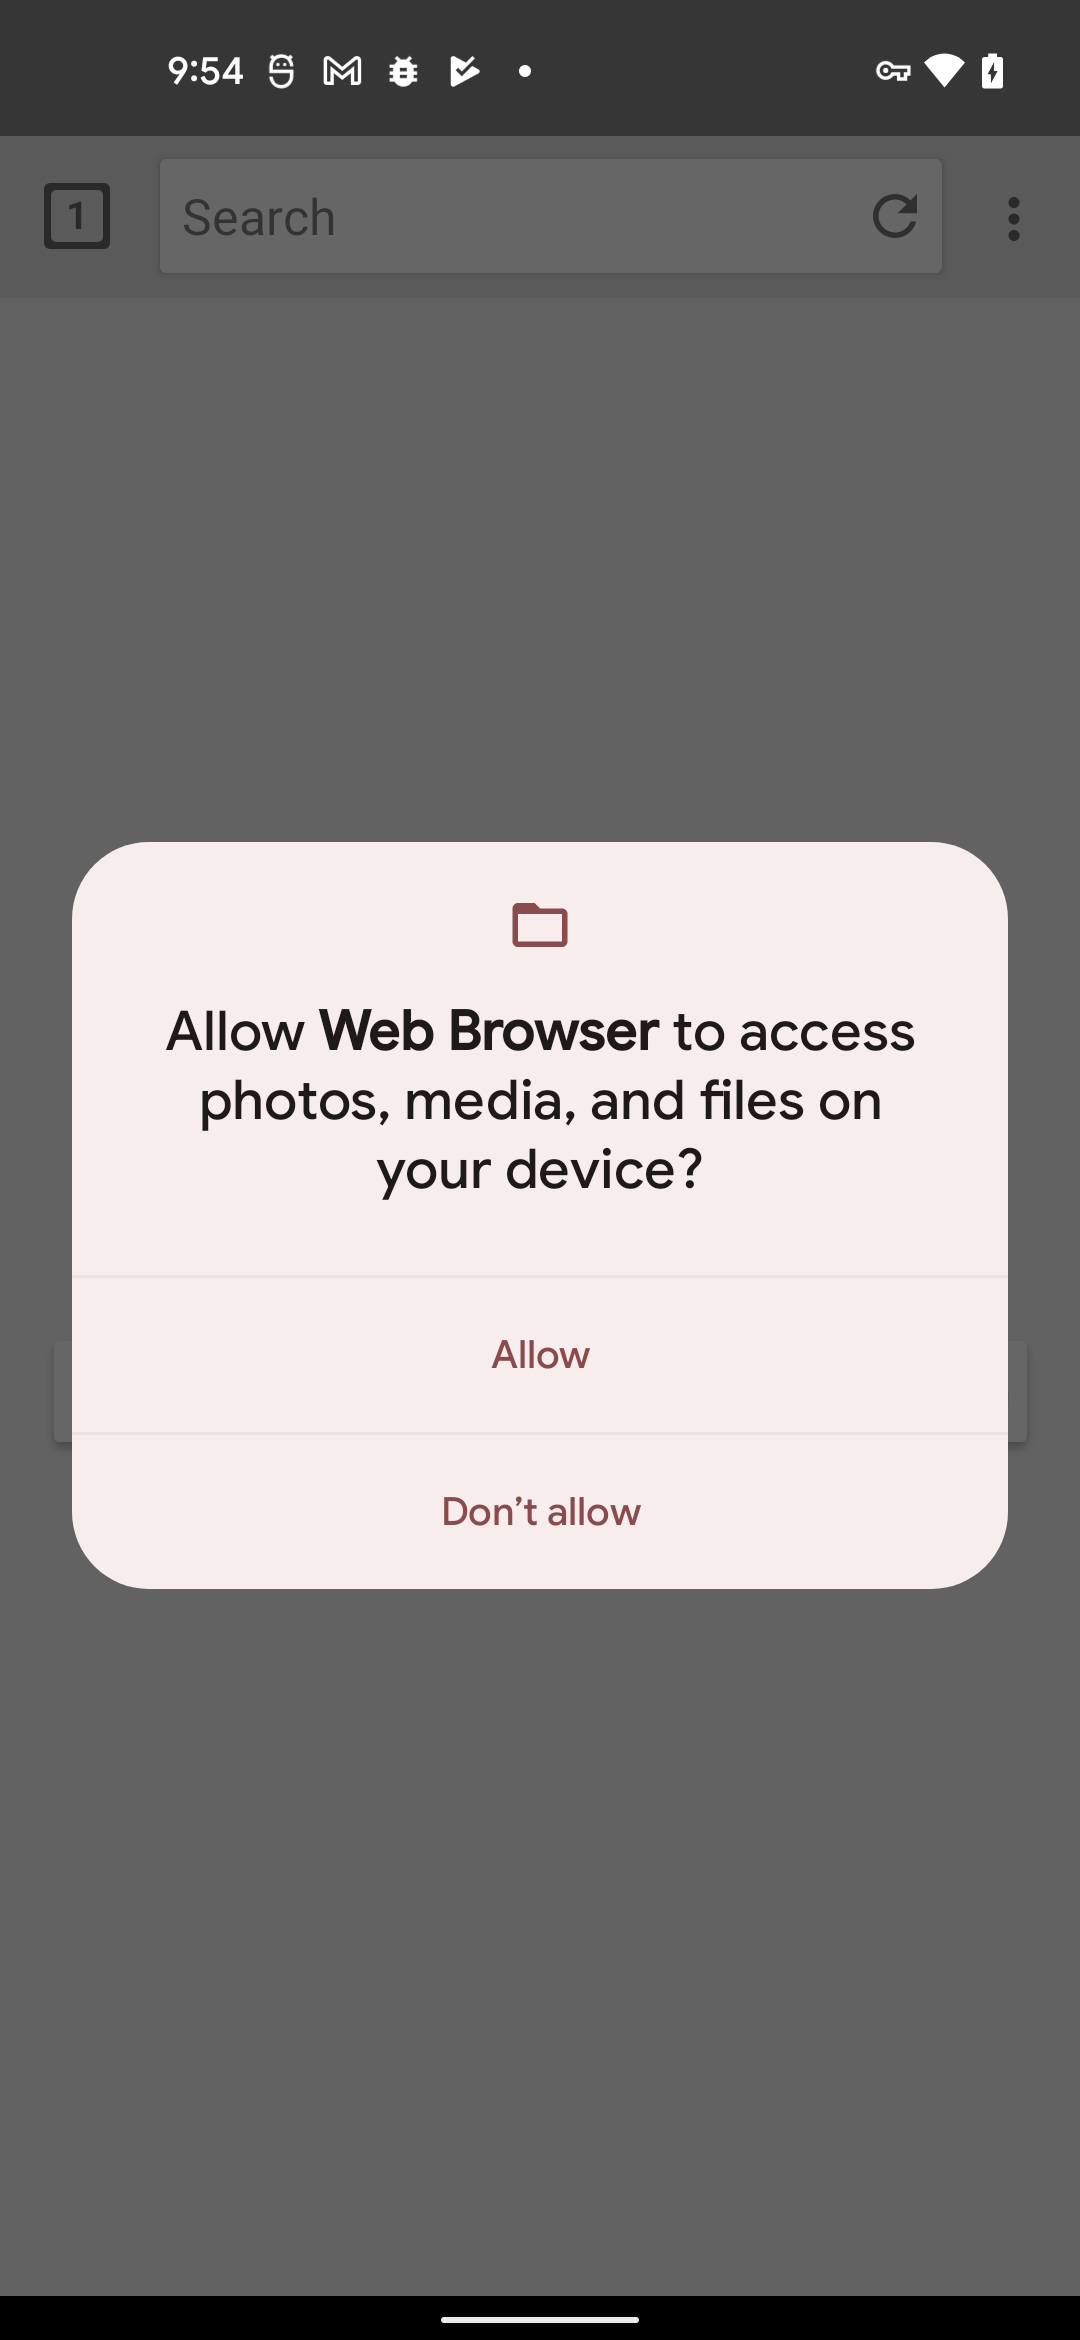 9:54
1
Search
Allow Web Browser to access
photos, media, and files on
your device?
Allow
Don’t allow